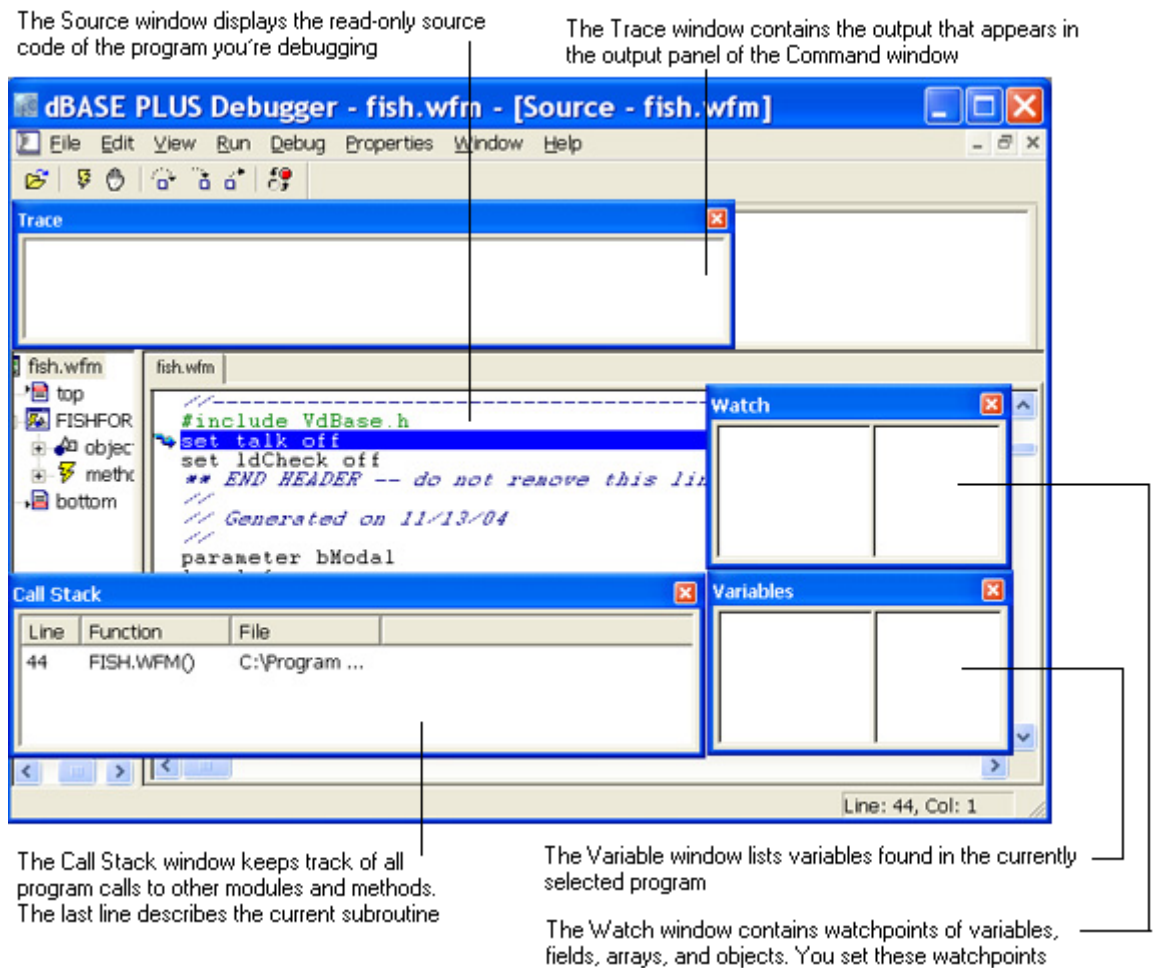 The Source window displays the read-only source
code of the program you're debugging
The Trace window contains the output that appears in
the output panel of the Command window
dBASE PLUS Debugger - fish.wfm - [Source - fish.wfm]
File Edit View Run Debug Properties Window Help
Trace
fish.wfm
top
FISHFOR
objec
metho
bottom
fish.wfm
//
#include VdBase.h
set talk off
set ldCheck off
** END HEADER -- do not remove this lin
//
// Generated on 11/13/04
//
parameter bModal
Watch
Call Stack
Line Function File
44 FISH.WFM() C:\Program ...
Variables
Line: 44, Col: 1
The Call Stack window keeps track of all
program calls to other modules and methods.
The last line describes the current subroutine
The Variable window lists variables found in the currently
selected program
The Watch window contains watchpoints of variables,
fields, arrays, and objects. You set these watchpoints